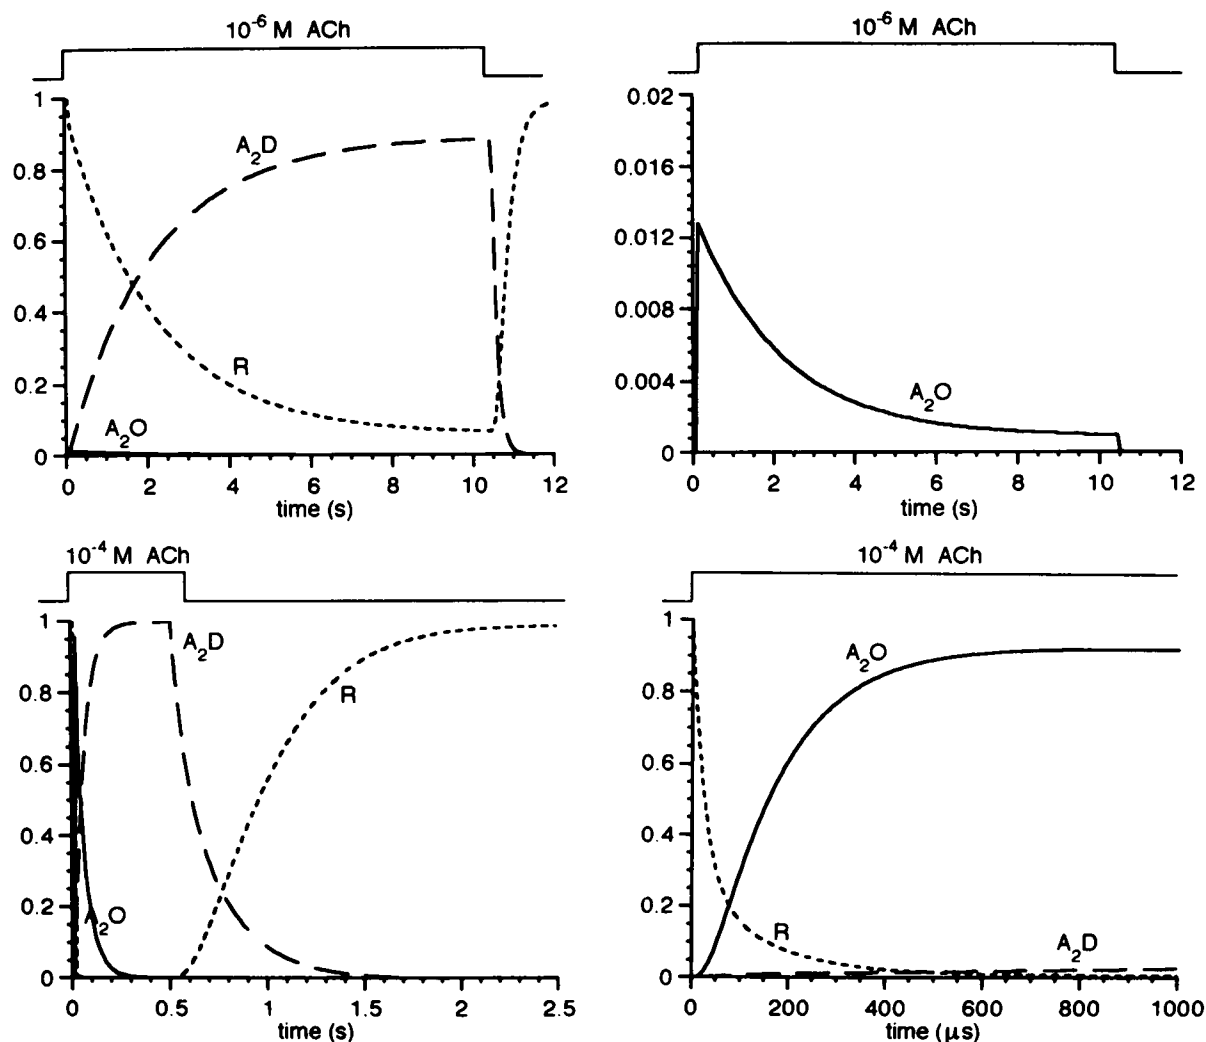 10⁻⁶ M ACh
1
0.8
0.6
0.4
0.2
0
A₂D
R
A₂O
0 2 4 6 8 10 12
time (s)
10⁻⁶ M ACh
0.02
0.016
0.012
0.008
0.004
0
A₂O
0 2 4 6 8 10 12
time (s)
10⁻⁴ M ACh
1
0.8
0.6
0.4
0.2
0
A₂D
R
A₂O
0 0.5 1 1.5 2 2.5
time (s)
10⁻⁴ M ACh
1
0.8
0.6
0.4
0.2
0
A₂O
R
A₂D
0 200 400 600 800 1000
time (μs)